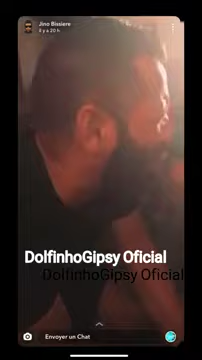 Jino Bissiere
il y a 20 h
DolfinhoGipsy Oficial
DolfinhoGipsy Oficial
Envoyer un Chat